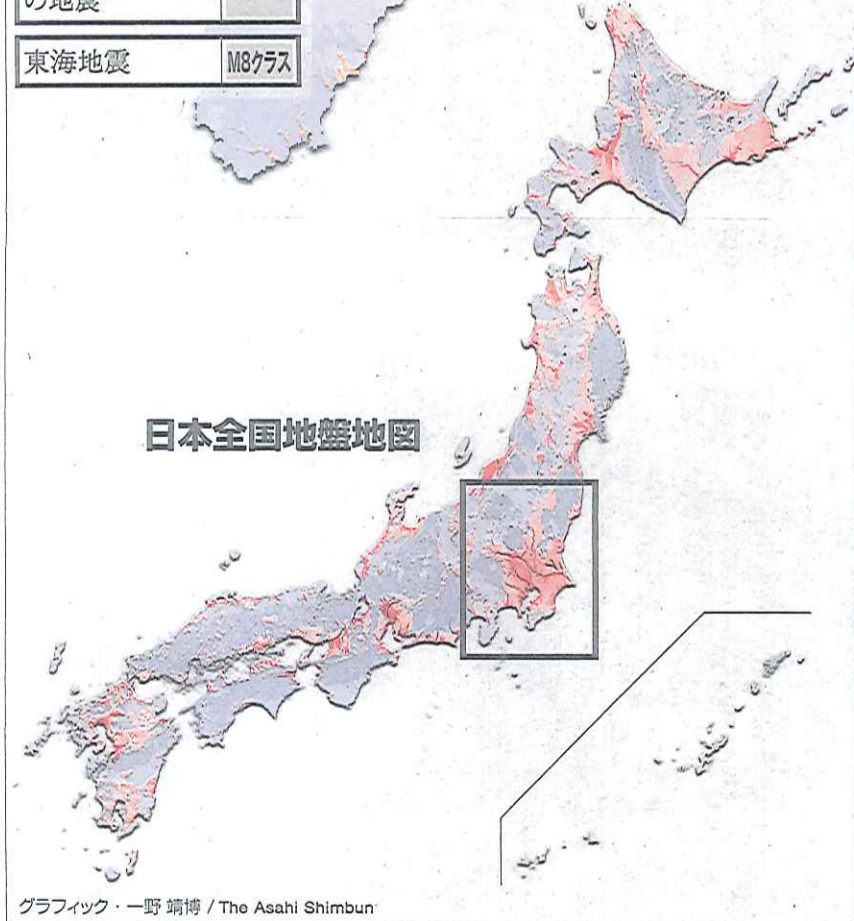 の地震
東海地震 M8クラス
日本全国地盤地図
グラフィック・一野 靖博 / The Asahi Shimbun